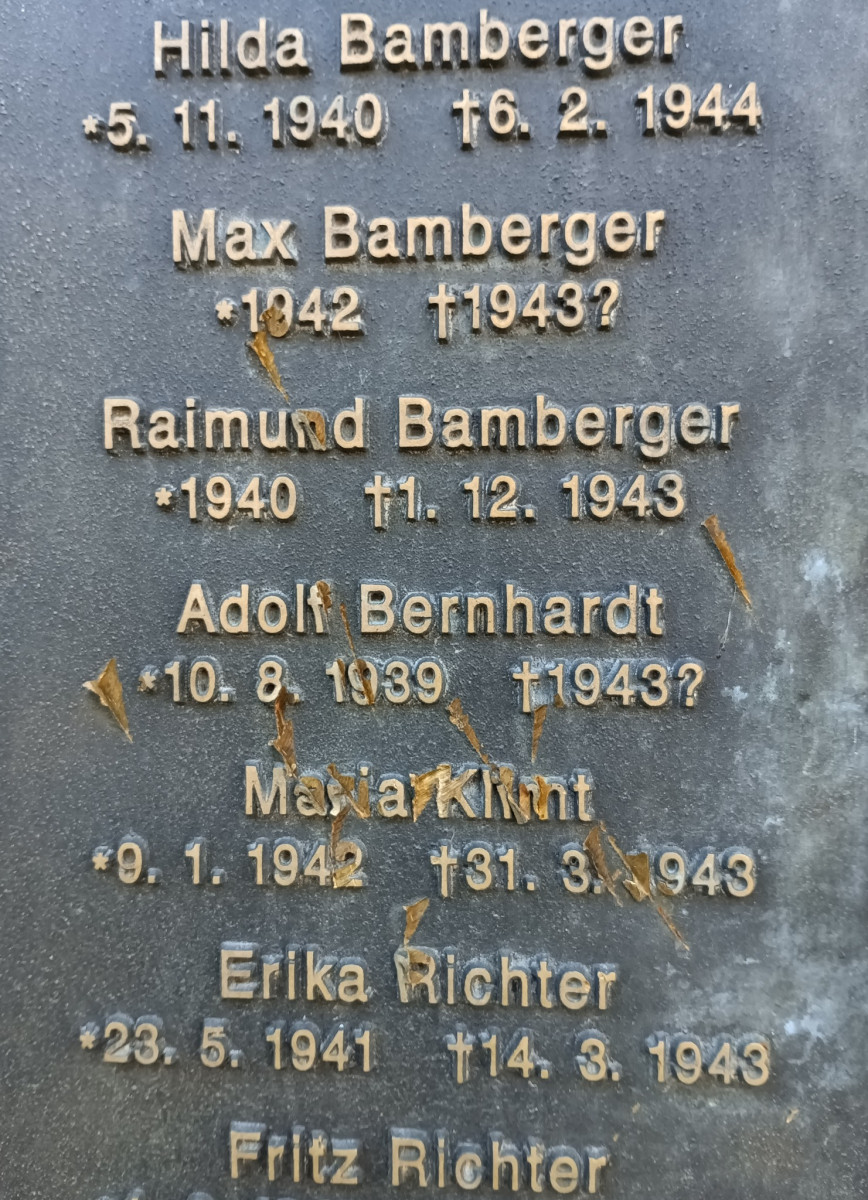 Hilda Bamberger
*5. 11. 1940 †6. 2. 1944
Max Bamberger
*1942 †1943?
Raimund Bamberger
*1940 †1. 12. 1943
Adolf Bernhardt
*10. 8. 1939 †1943?
Maria Klimt
*9. 1. 1942 †31. 3. 1943
Erika Richter
*23. 5. 1941 †14. 3. 1943
Fritz Richter